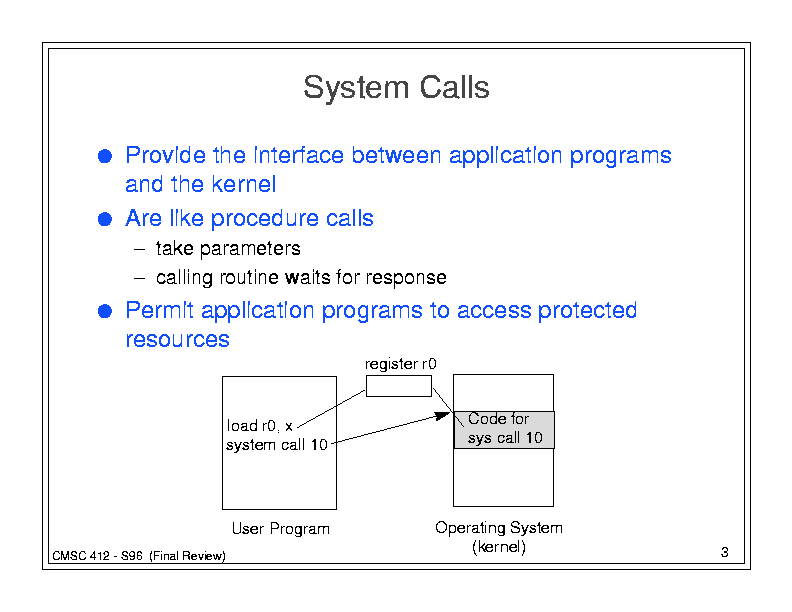 System Calls
● Provide the interface between application programs
and the kernel
● Are like procedure calls
– take parameters
– calling routine waits for response
● Permit application programs to access protected
resources
register r0
load r0, x
system call 10
Code for
sys call 10
User Program
Operating System
(kernel)
CMSC 412 - S96 (Final Review)
3